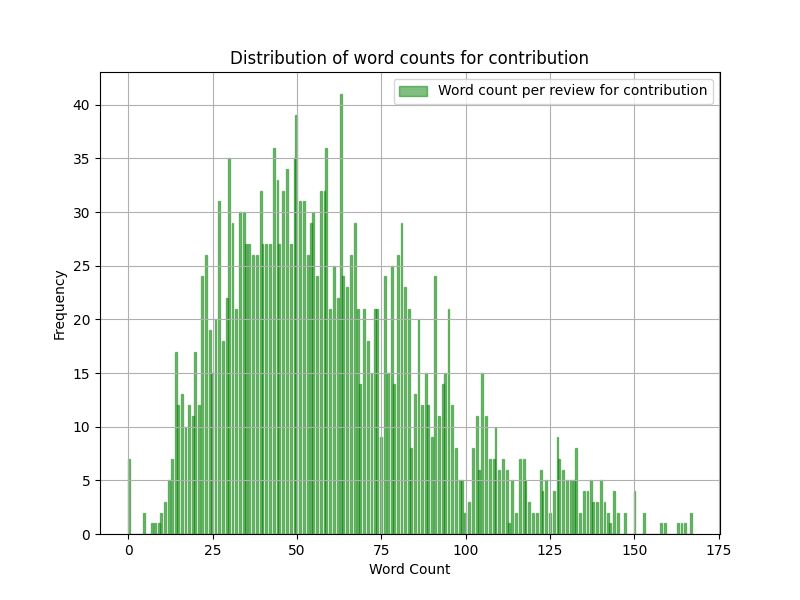 Distribution of word counts for contribution
Word count per review for contribution
40
35
30
25
20
15
10
5
0
Frequency
0 25 50 75 100 125 150 175
Word Count